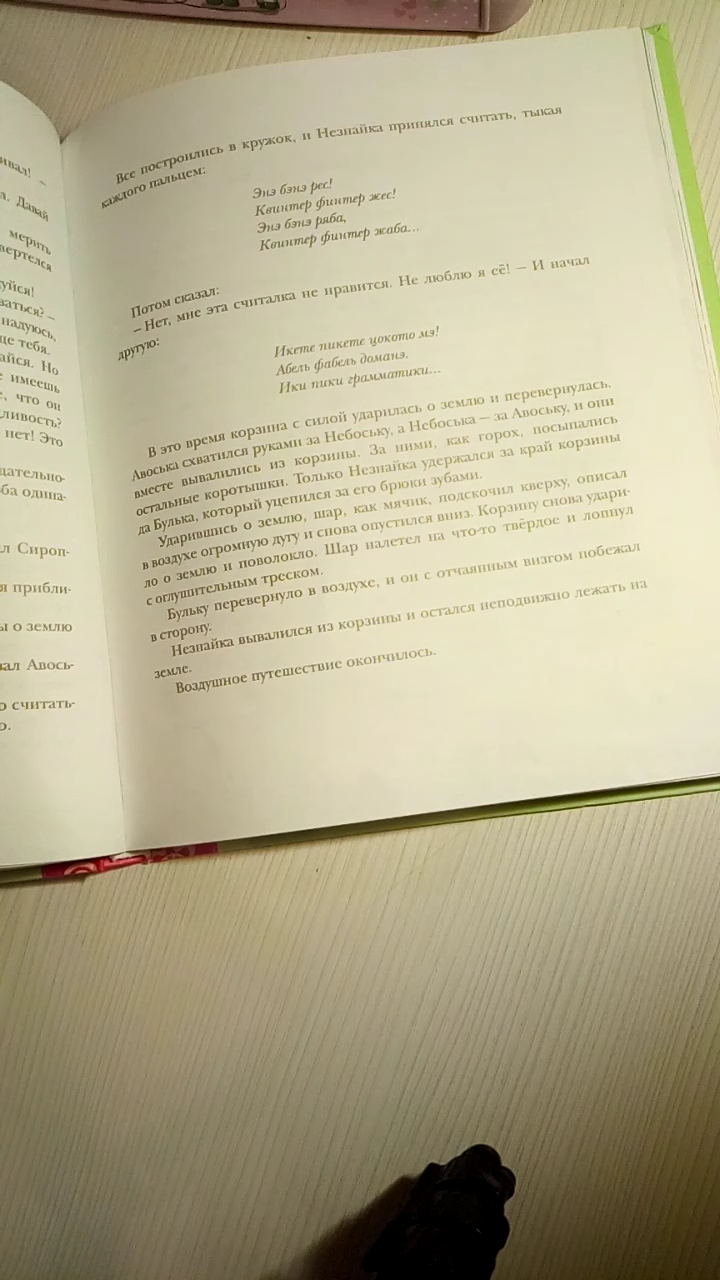 ивал! –
л. Давай
мерить
вертелся
уйся!
ваться? –
надуюсь,
ще тебя.
айся. Но
е имеешь
е, что он
ливость?
нет! Это
дательно-
ба одина-
л Сироп-
я прибли-
ы о землю
вал Авось-
о считать-
о.
Все построились в кружок, и Незнайка принялся считать, тыкая
каждого пальцем:
Энэ бэнэ рес!
Квинтер финтер жес!
Энэ бэнэ ряба,
Квинтер финтер жаба...
Потом сказал:
– Нет, мне эта считалка не нравится. Не люблю я её! – И начал
другую:
Икете пикете цокото мэ!
Абель фабель доманэ.
Ики пики грамматики...
В это время корзина с силой ударилась о землю и перевернулась.
Авоська схватился руками за Небоську, а Небоська – за Авоську, и они
вместе вывалились из корзины. За ними, как горох, посыпались
остальные коротышки. Только Незнайка удержался за край корзины
да Булька, который уцепился за его брюки зубами.
Ударившись о землю, шар, как мячик, подскочил кверху, описал
в воздухе огромную дугу и снова опустился вниз. Корзину снова удари-
ло о землю и поволокло. Шар налетел на что-то твёрдое и лопнул
с оглушительным треском.
Бульку перевернуло в воздухе, и он с отчаянным визгом побежал
в сторону.
Незнайка вывалился из корзины и остался неподвижно лежать на
земле.
Воздушное путешествие окончилось.